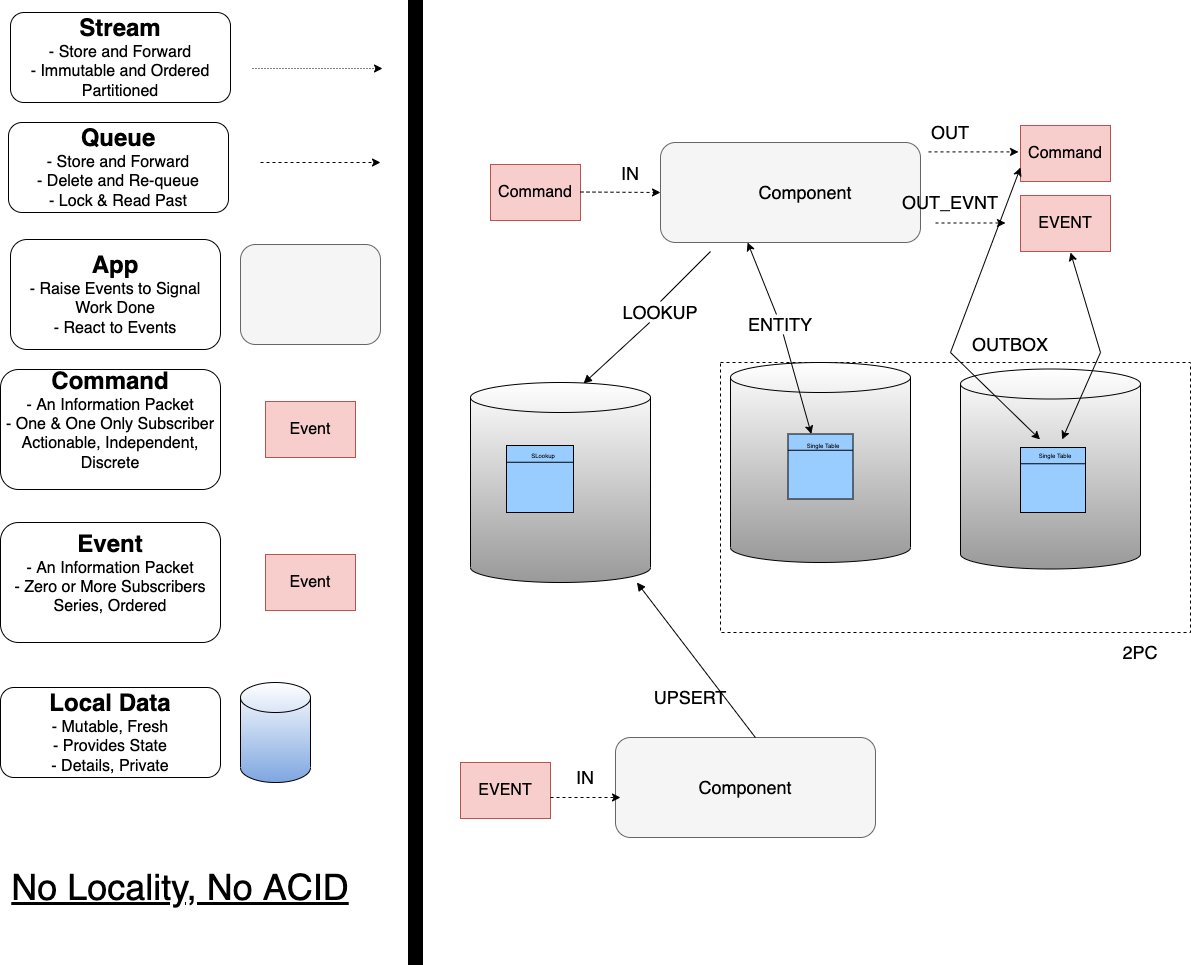 Stream
- Store and Forward
- Immutable and Ordered
Partitioned
Queue
- Store and Forward
- Delete and Re-queue
- Lock & Read Past
App
- Raise Events to Signal
Work Done
- React to Events
Command
- An Information Packet
- One & One Only Subscriber
Actionable, Independent,
Discrete
Event
Event
- An Information Packet
- Zero or More Subscribers
Series, Ordered
Event
Local Data
- Mutable, Fresh
- Provides State
- Details, Private
No Locality, No ACID
Command
IN
Component
OUT
Command
OUT_EVNT
EVENT
LOOKUP
ENTITY
OUTBOX
SLookup
Single Table
Single Table
2PC
UPSERT
EVENT
IN
Component